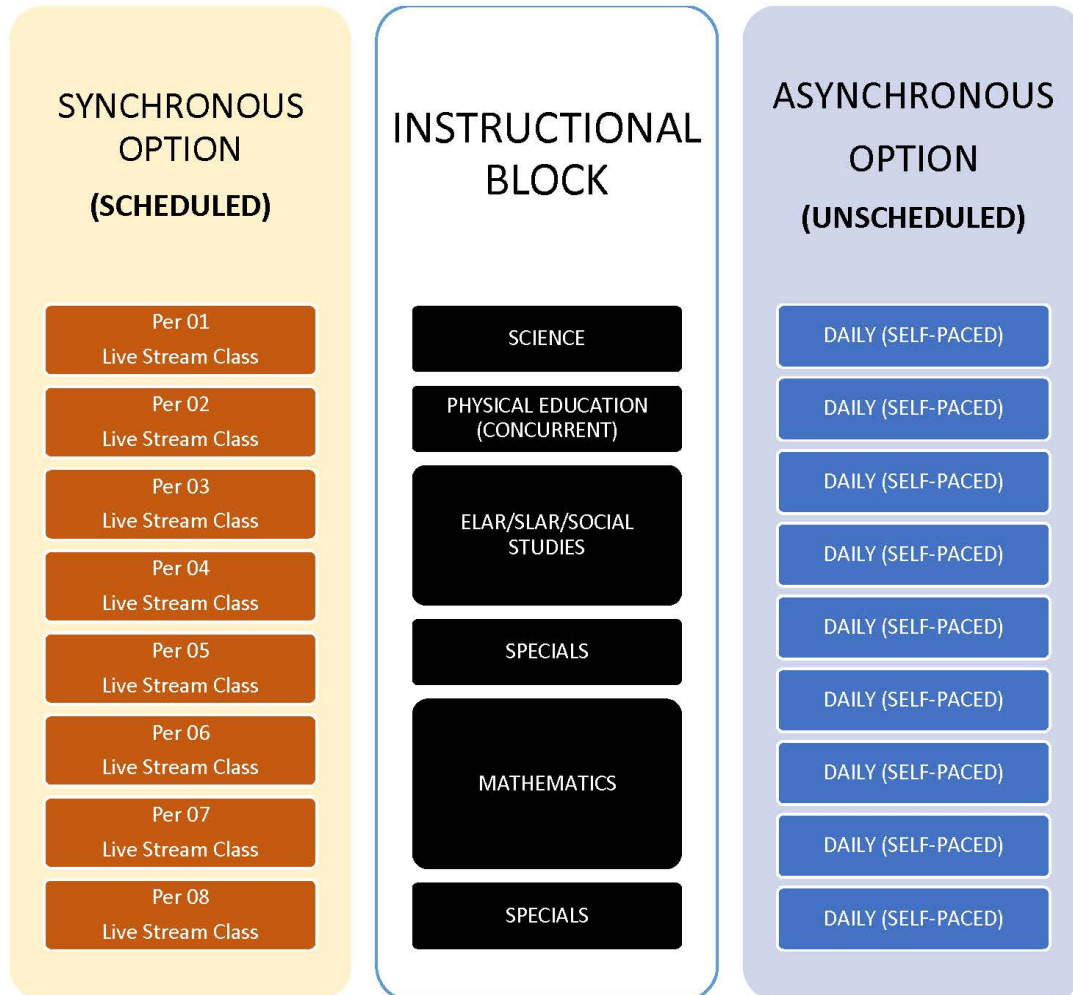 SYNCHRONOUS
OPTION
(SCHEDULED)
Per 01
Live Stream Class
Per 02
Live Stream Class
Per 03
Live Stream Class
Per 04
Live Stream Class
Per 05
Live Stream Class
Per 06
Live Stream Class
Per 07
Live Stream Class
Per 08
Live Stream Class
INSTRUCTIONAL
BLOCK
SCIENCE
PHYSICAL EDUCATION
(CONCURRENT)
ELAR/SLAR/SOCIAL
STUDIES
SPECIALS
MATHEMATICS
SPECIALS
ASYNCHRONOUS
OPTION
(UNSCHEDULED)
DAILY (SELF-PACED)
DAILY (SELF-PACED)
DAILY (SELF-PACED)
DAILY (SELF-PACED)
DAILY (SELF-PACED)
DAILY (SELF-PACED)
DAILY (SELF-PACED)
DAILY (SELF-PACED)
DAILY (SELF-PACED)